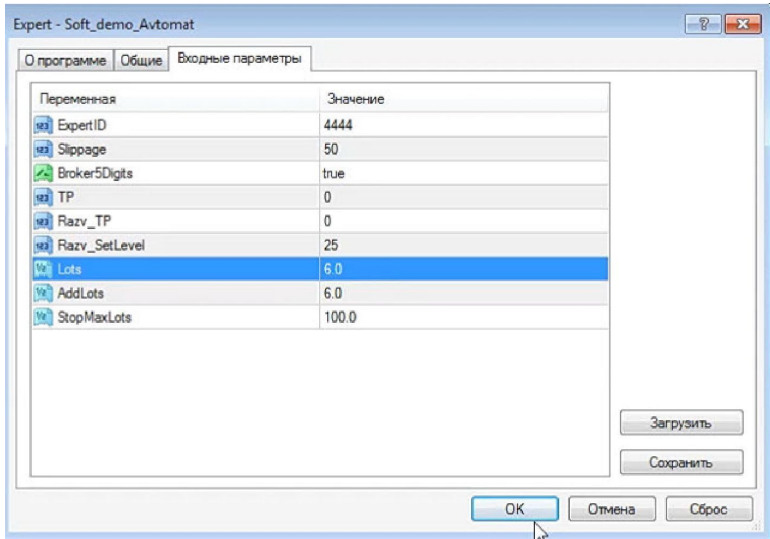 Expert - Soft_demo_Avtomat
О программе Общие Входные параметры
Переменная Значение
ExpertID 4444
Slippage 50
Broker5Digits true
TP 0
Razv_TP 0
Razv_SetLevel 25
Lots 6.0
AddLots 6.0
StopMaxLots 100.0
Загрузить
Сохранить
OK Отмена Сброс